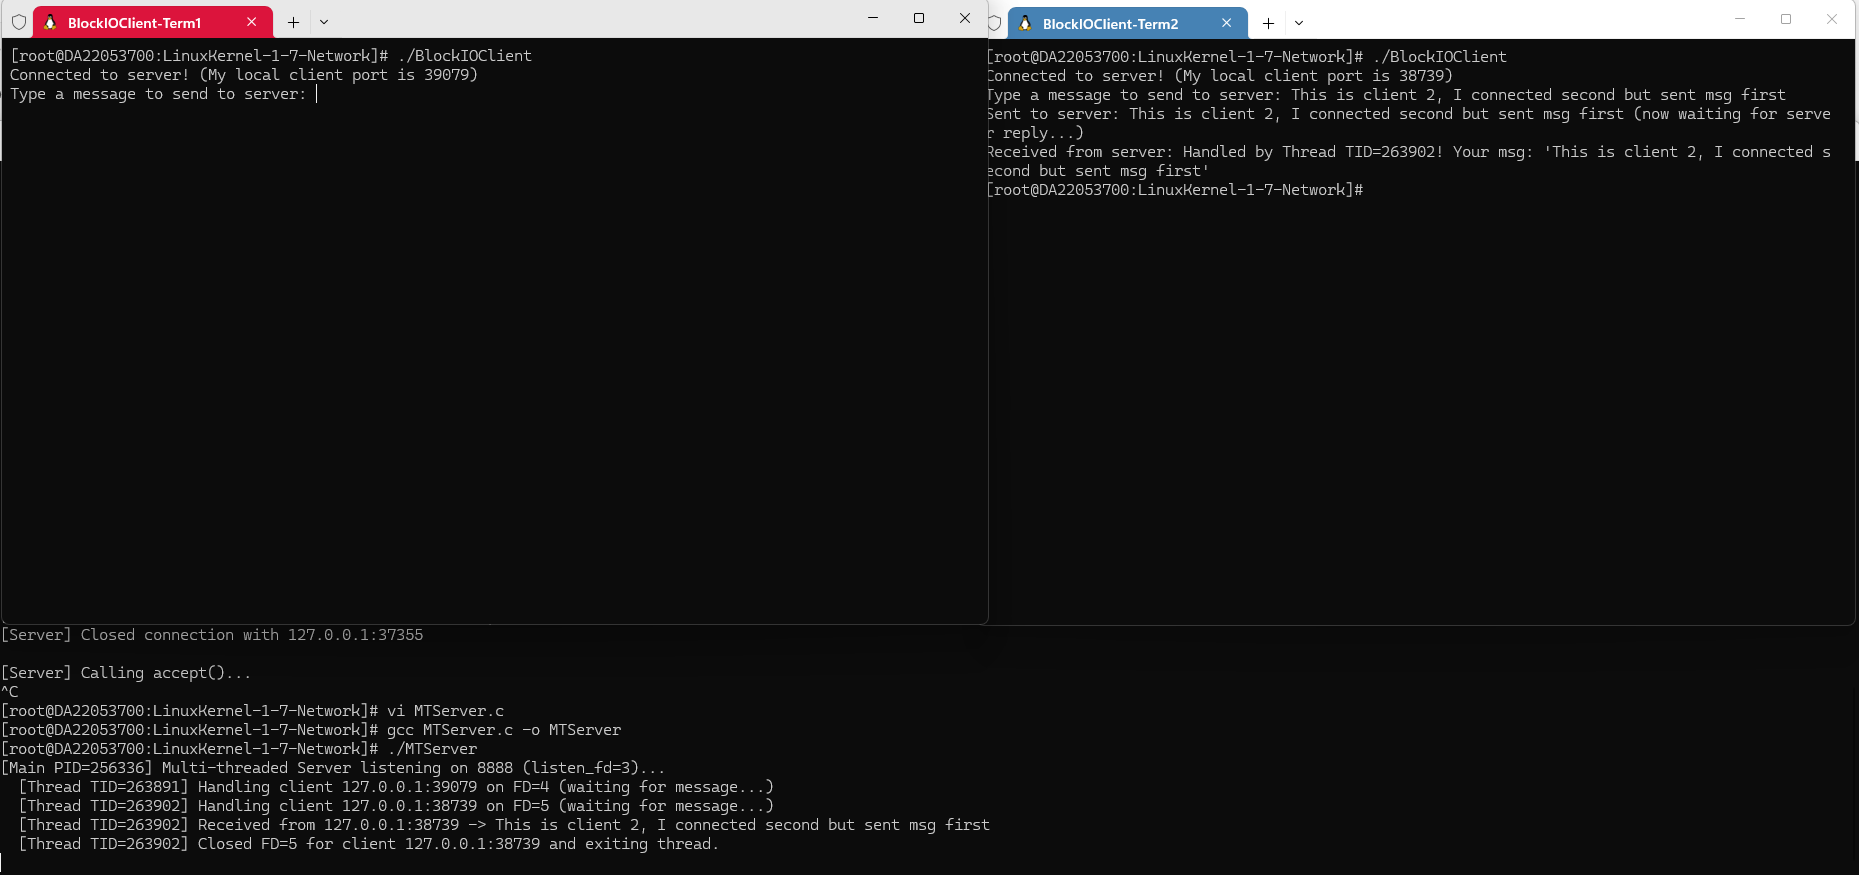 BlockIOClient-Term1
[root@DA22053700:LinuxKernel-1-7-Network]# ./BlockIOClient
Connected to server! (My local client port is 39079)
Type a message to send to server:
BlockIOClient-Term2
[root@DA22053700:LinuxKernel-1-7-Network]# ./BlockIOClient
Connected to server! (My local client port is 38739)
Type a message to send to server: This is client 2, I connected second but sent msg first
Sent to server: This is client 2, I connected second but sent msg first (now waiting for serve
r reply...)
Received from server: Handled by Thread TID=263902! Your msg: 'This is client 2, I connected s
econd but sent msg first'
[root@DA22053700:LinuxKernel-1-7-Network]#
[Server] Closed connection with 127.0.0.1:37355
[Server] Calling accept()...
^C
[root@DA22053700:LinuxKernel-1-7-Network]# vi MTServer.c
[root@DA22053700:LinuxKernel-1-7-Network]# gcc MTServer.c -o MTServer
[root@DA22053700:LinuxKernel-1-7-Network]# ./MTServer
[Main PID=256336] Multi-threaded Server listening on 8888 (listen_fd=3)...
[Thread TID=263891] Handling client 127.0.0.1:39079 on FD=4 (waiting for message...)
[Thread TID=263902] Handling client 127.0.0.1:38739 on FD=5 (waiting for message...)
[Thread TID=263902] Received from 127.0.0.1:38739 -> This is client 2, I connected second but sent msg first
[Thread TID=263902] Closed FD=5 for client 127.0.0.1:38739 and exiting thread.